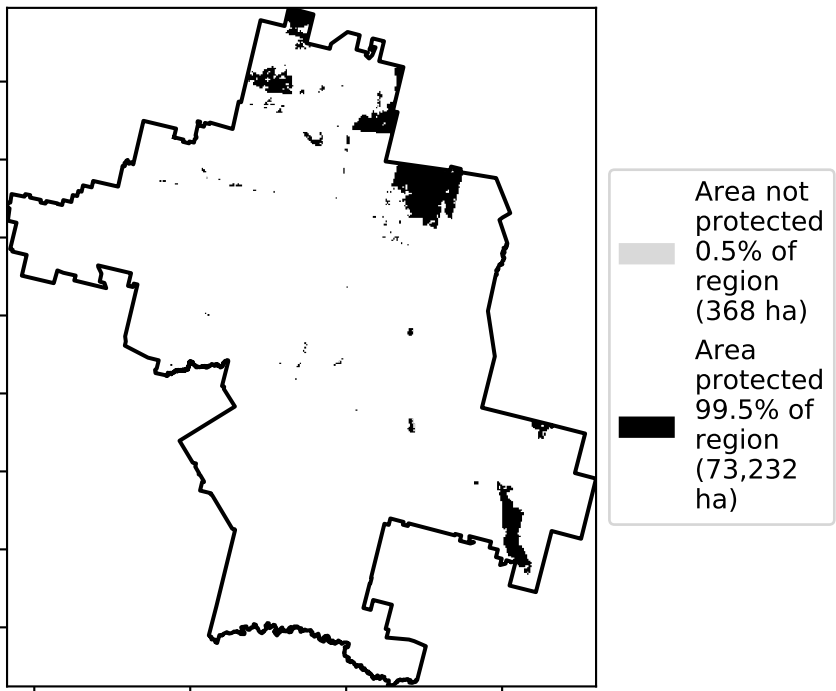 Area not
protected
0.5% of
region
(368 ha)
Area
protected
99.5% of
region
(73,232
ha)